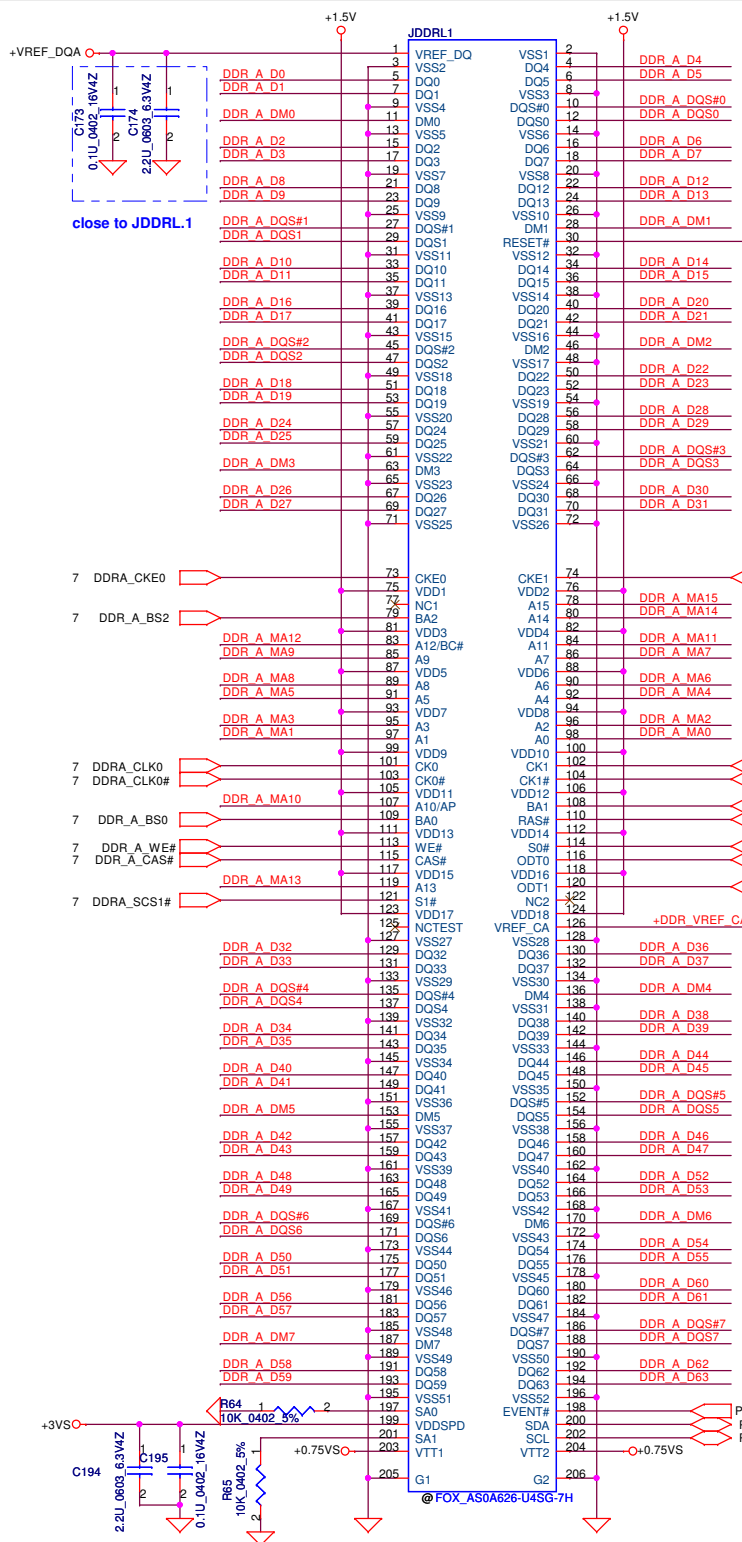 +1.5V +1.5V
JDDRL1
+VREF_DQA 1 VREF_DQ VSS1 2
3 VSS2 DQ4 4 DDR_A_D4
DDR_A_D0 5 DQ0 DQ5 6 DDR_A_D5
DDR_A_D1 7 DQ1 VSS3 8
9 VSS4 DQS#0 10 DDR_A_DQS#0
DDR_A_DM0 11 DM0 DQS0 12 DDR_A_DQS0
13 VSS5 VSS6 14
DDR_A_D2 15 DQ2 DQ6 16 DDR_A_D6
DDR_A_D3 17 DQ3 DQ7 18 DDR_A_D7
19 VSS7 VSS8 20
DDR_A_D8 21 DQ8 DQ12 22 DDR_A_D12
DDR_A_D9 23 DQ9 DQ13 24 DDR_A_D13
25 VSS9 VSS10 26
DDR_A_DQS#1 27 DQS#1 DM1 28 DDR_A_DM1
DDR_A_DQS1 29 DQS1 RESET# 30
31 VSS11 VSS12 32
DDR_A_D10 33 DQ10 DQ14 34 DDR_A_D14
DDR_A_D11 35 DQ11 DQ15 36 DDR_A_D15
37 VSS13 VSS14 38
DDR_A_D16 39 DQ16 DQ20 40 DDR_A_D20
DDR_A_D17 41 DQ17 DQ21 42 DDR_A_D21
43 VSS15 VSS16 44
DDR_A_DQS#2 45 DQS#2 DM2 46 DDR_A_DM2
DDR_A_DQS2 47 DQS2 VSS17 48
49 VSS18 DQ22 50 DDR_A_D22
DDR_A_D18 51 DQ18 DQ23 52 DDR_A_D23
DDR_A_D19 53 DQ19 VSS19 54
55 VSS20 DQ28 56 DDR_A_D28
DDR_A_D24 57 DQ24 DQ29 58 DDR_A_D29
DDR_A_D25 59 DQ25 VSS21 60
61 VSS22 DQS#3 62 DDR_A_DQS#3
DDR_A_DM3 63 DM3 DQS3 64 DDR_A_DQS3
65 VSS23 VSS24 66
DDR_A_D26 67 DQ26 DQ30 68 DDR_A_D30
DDR_A_D27 69 DQ27 DQ31 70 DDR_A_D31
71 VSS25 VSS26 72
C173
0.1U_0402_16V4Z
1
2
C174
2.2U_0603_6.3V4Z
1
2
close to JDDRL.1
7 DDRA_CKE0 73 CKE0 CKE1 74
75 VDD1 VDD2 76
77 NC1 A15 78 DDR_A_MA15
7 DDR_A_BS2 79 BA2 A14 80 DDR_A_MA14
81 VDD3 VDD4 82
DDR_A_MA12 83 A12/BC# A11 84 DDR_A_MA11
DDR_A_MA9 85 A9 A7 86 DDR_A_MA7
87 VDD5 VDD6 88
DDR_A_MA8 89 A8 A6 90 DDR_A_MA6
DDR_A_MA5 91 A5 A4 92 DDR_A_MA4
93 VDD7 VDD8 94
DDR_A_MA3 95 A3 A2 96 DDR_A_MA2
DDR_A_MA1 97 A1 A0 98 DDR_A_MA0
99 VDD9 VDD10 100
7 DDRA_CLK0 101 CK0 CK1 102
7 DDRA_CLK0# 103 CK0# CK1# 104
105 VDD11 VDD12 106
DDR_A_MA10 107 A10/AP BA1 108
7 DDR_A_BS0 109 BA0 RAS# 110
111 VDD13 VDD14 112
7 DDR_A_WE# 113 WE# S0# 114
7 DDR_A_CAS# 115 CAS# ODT0 116
117 VDD15 VDD16 118
DDR_A_MA13 119 A13 ODT1 120
7 DDRA_SCS1# 121 S1# NC2 122
123 VDD17 VDD18 124
125 NCTEST VREF_CA 126 +DDR_VREF_CA
127 VSS27 VSS28 128
DDR_A_D32 129 DQ32 DQ36 130 DDR_A_D36
DDR_A_D33 131 DQ33 DQ37 132 DDR_A_D37
133 VSS29 VSS30 134
DDR_A_DQS#4 135 DQS#4 DM4 136 DDR_A_DM4
DDR_A_DQS4 137 DQS4 VSS31 138
139 VSS32 DQ38 140 DDR_A_D38
DDR_A_D34 141 DQ34 DQ39 142 DDR_A_D39
DDR_A_D35 143 DQ35 VSS33 144
145 VSS34 DQ44 146 DDR_A_D44
DDR_A_D40 147 DQ40 DQ45 148 DDR_A_D45
DDR_A_D41 149 DQ41 VSS35 150
151 VSS36 DQS#5 152 DDR_A_DQS#5
DDR_A_DM5 153 DM5 DQS5 154 DDR_A_DQS5
155 VSS37 VSS38 156
DDR_A_D42 157 DQ42 DQ46 158 DDR_A_D46
DDR_A_D43 159 DQ43 DQ47 160 DDR_A_D47
161 VSS39 VSS40 162
DDR_A_D48 163 DQ48 DQ52 164 DDR_A_D52
DDR_A_D49 165 DQ49 DQ53 166 DDR_A_D53
167 VSS41 VSS42 168
DDR_A_DQS#6 169 DQS#6 DM6 170 DDR_A_DM6
DDR_A_DQS6 171 DQS6 VSS43 172
173 VSS44 DQ54 174 DDR_A_D54
DDR_A_D50 175 DQ50 DQ55 176 DDR_A_D55
DDR_A_D51 177 DQ51 VSS45 178
179 VSS46 DQ60 180 DDR_A_D60
DDR_A_D56 181 DQ56 DQ61 182 DDR_A_D61
DDR_A_D57 183 DQ57 VSS47 184
185 VSS48 DQS#7 186 DDR_A_DQS#7
DDR_A_DM7 187 DM7 DQS7 188 DDR_A_DQS7
189 VSS49 VSS50 190
DDR_A_D58 191 DQ58 DQ62 192 DDR_A_D62
DDR_A_D59 193 DQ59 DQ63 194 DDR_A_D63
195 VSS51 VSS52 196
R64 1 2 197 SA0 EVENT# 198
10K_0402_5%
+3VS 199 VDDSPD SDA 200
201 SA1 SCL 202
+0.75VS 203 VTT1 VTT2 204 +0.75VS
205 G1 G2 206
C194
2.2U_0603_6.3V4Z
1
2
C195
0.1U_0402_16V4Z
1
2
R65
10K_0402_5%
1
2
@ FOX_AS0A626-U4SG-7H